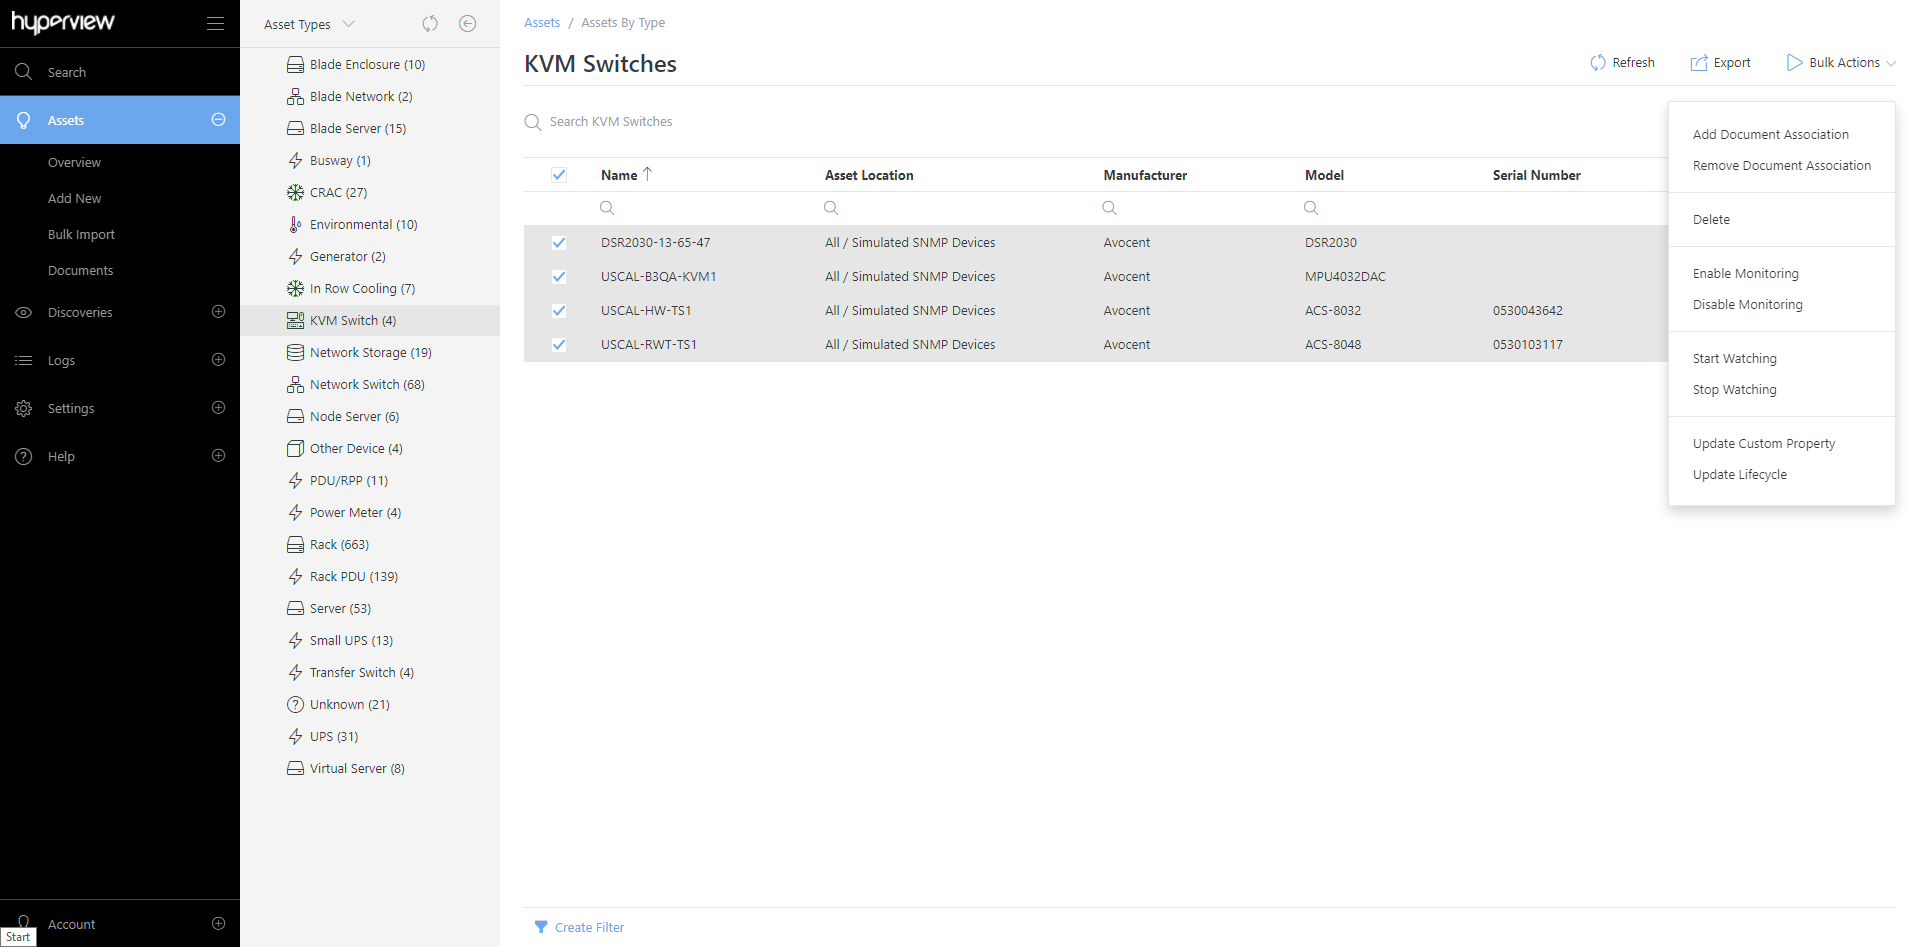 hyperview
Search
Assets
Overview
Add New
Bulk Import
Documents
Discoveries
Logs
Settings
Help
Account
Start
Asset Types
Blade Enclosure (10)
Blade Network (2)
Blade Server (15)
Busway (1)
CRAC (27)
Environmental (10)
Generator (2)
In Row Cooling (7)
KVM Switch (4)
Network Storage (19)
Network Switch (68)
Node Server (6)
Other Device (4)
PDU/RPP (11)
Power Meter (4)
Rack (663)
Rack PDU (139)
Server (53)
Small UPS (13)
Transfer Switch (4)
Unknown (21)
UPS (31)
Virtual Server (8)
Assets / Assets By Type
KVM Switches
Refresh Export Bulk Actions
Search KVM Switches
Name Asset Location Manufacturer Model Serial Number
DSR2030-13-65-47 All / Simulated SNMP Devices Avocent DSR2030
USCAL-B3QA-KVM1 All / Simulated SNMP Devices Avocent MPU4032DAC
USCAL-HW-TS1 All / Simulated SNMP Devices Avocent ACS-8032 0530043642
USCAL-RWT-TS1 All / Simulated SNMP Devices Avocent ACS-8048 0530103117
Add Document Association
Remove Document Association
Delete
Enable Monitoring
Disable Monitoring
Start Watching
Stop Watching
Update Custom Property
Update Lifecycle
Create Filter